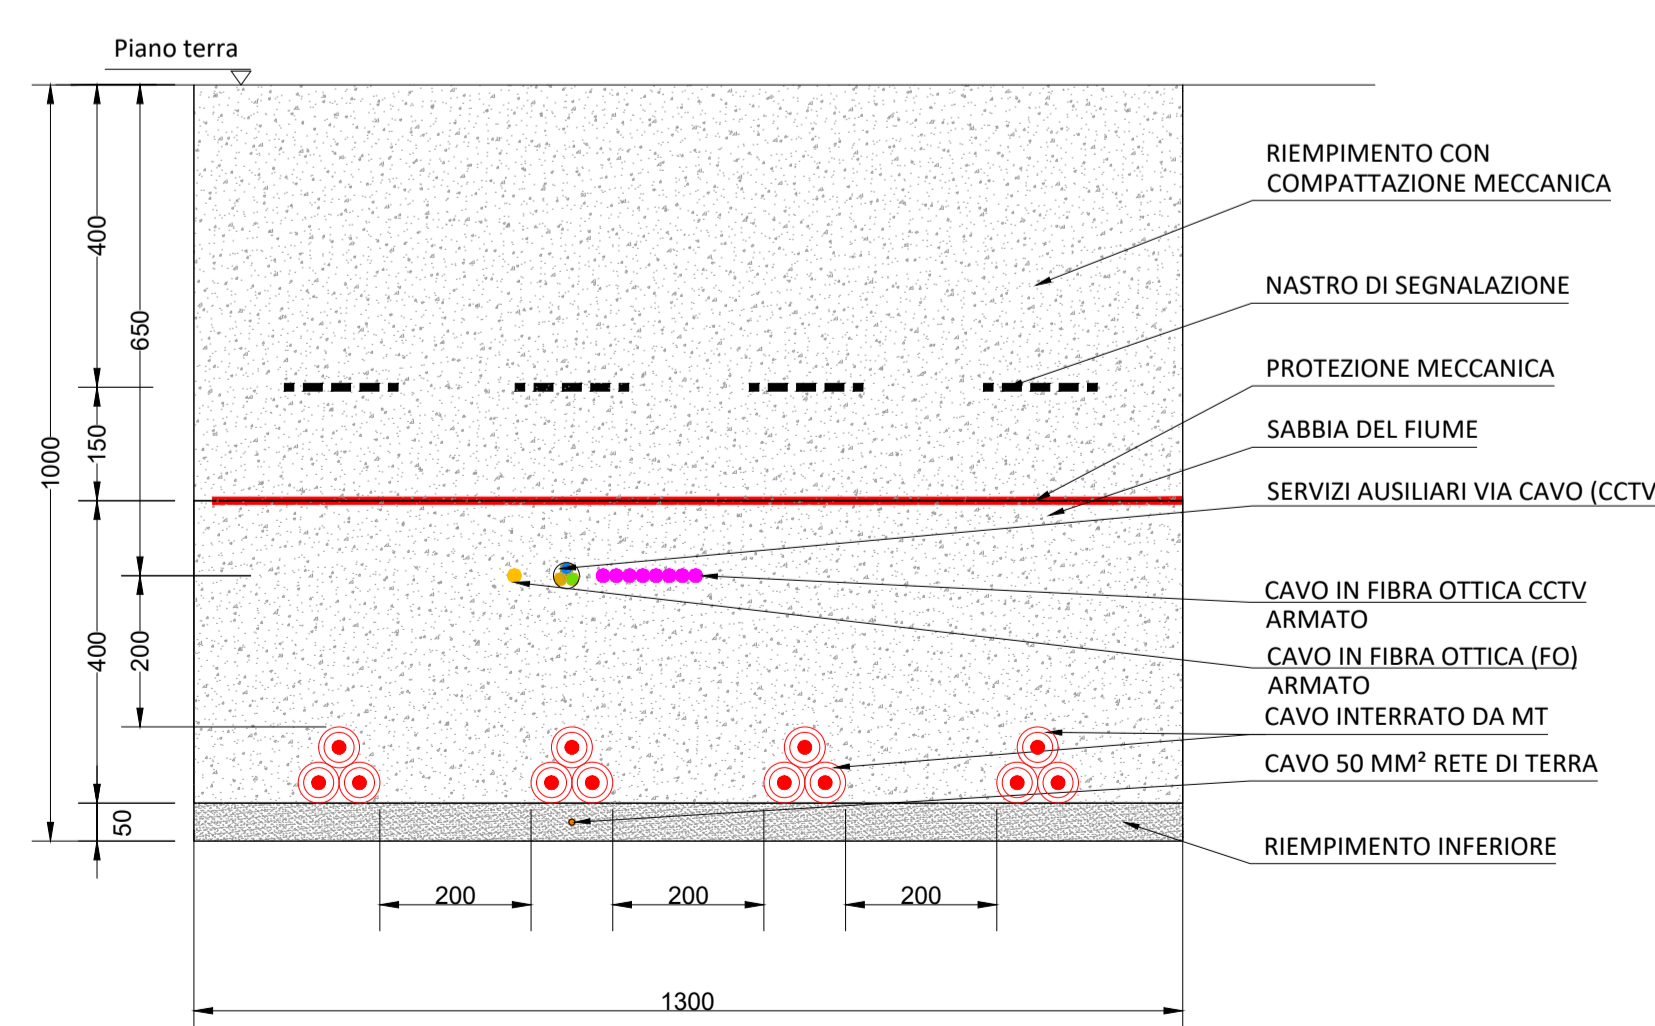 Piano terra
RIEMPIMENTO CON
COMPATTAZIONE MECCANICA
400
NASTRO DI SEGNALAZIONE
650
PROTEZIONE MECCANICA
SABBIA DEL FIUME
150
1000
SERVIZI AUSILIARI VIA CAVO (CCTV
CAVO IN FIBRA OTTICA CCTV
ARMATO
400
200
CAVO IN FIBRA OTTICA (FO)
ARMATO
CAVO INTERRATO DA MT
CAVO 50 MM² RETE DI TERRA
50
RIEMPIMENTO INFERIORE
200
200
200
1300